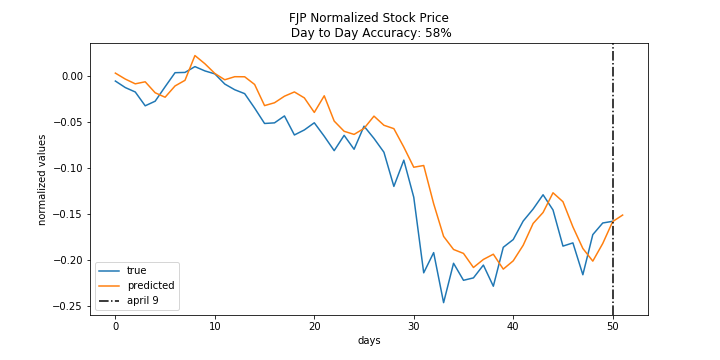 FJP Normalized Stock Price
Day to Day Accuracy: 58%
normalized values
0.00
−0.05
−0.10
−0.15
−0.20
−0.25
true
predicted
april 9
0
10
20
30
40
50
days